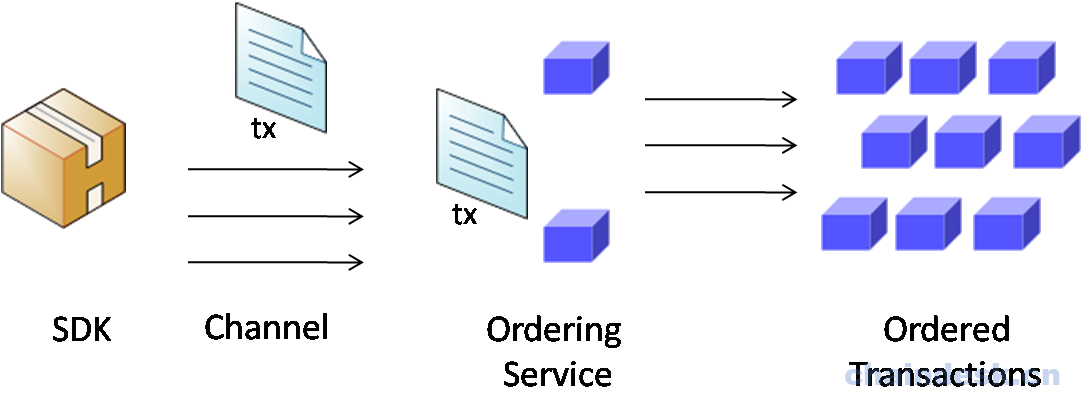 tx
tx
SDK
Channel
Ordering
Service
Ordered
Transactions